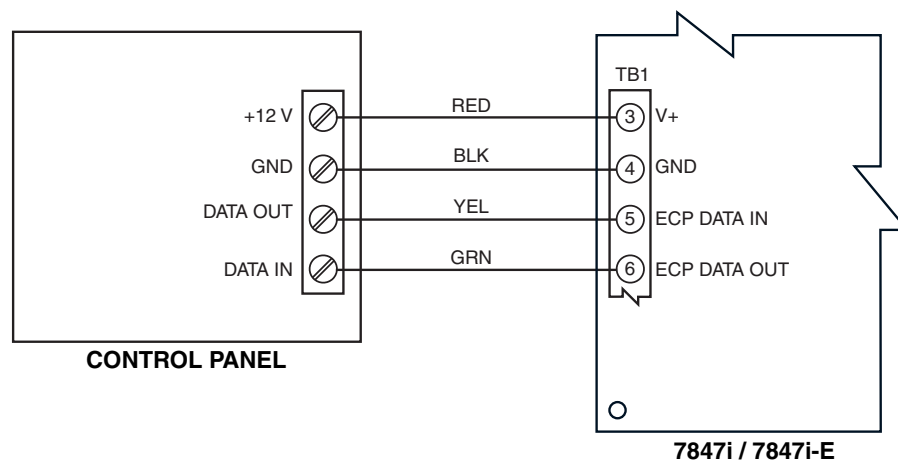 TB1
+12 V RED 3 V+
GND BLK 4 GND
DATA OUT YEL 5 ECP DATA IN
DATA IN GRN 6 ECP DATA OUT
CONTROL PANEL
7847i / 7847i-E